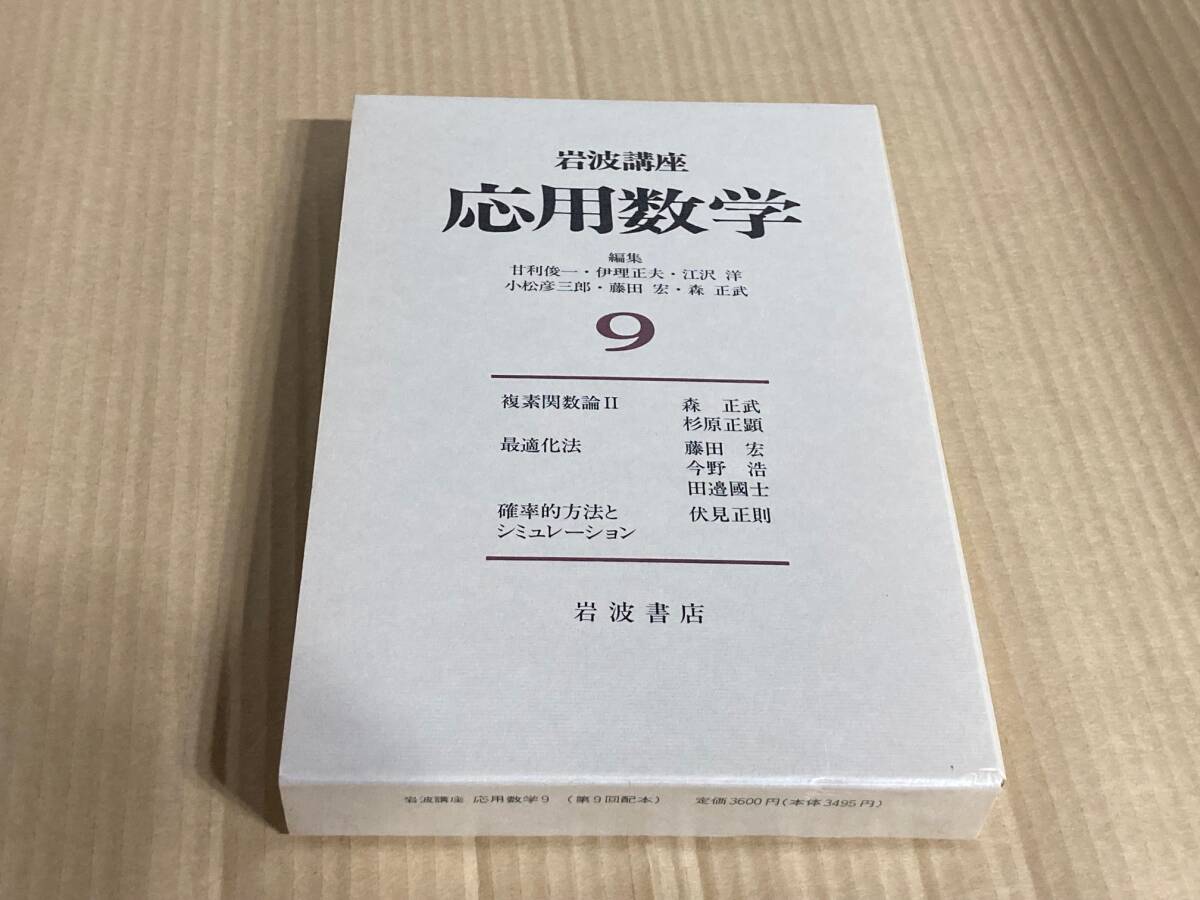 岩波講座
応用数学
編集
甘利俊一・伊理正夫・江沢 洋
小松彦三郎・藤田 宏・森 正武
9
複素関数論II 森 正武
杉原正顯
最適化法 藤田 宏
今野 浩
田邉國士
確率的方法と 伏見正則
シミュレーション
岩波書店
岩波講座 応用数学9 (第9回配本) 定価3600円(本体3495円)